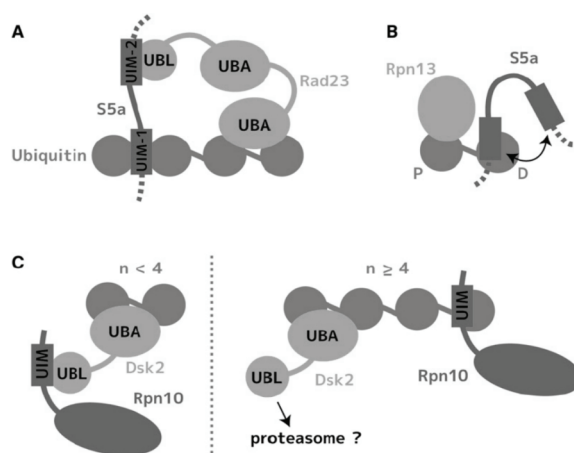 A
UIM-2
UBL
UBA
Rad23
S5a
UBA
Ubiquitin
UIM-1
B
S5a
Rpn13
P
D
C
n < 4
UBA
UIM
UBL
Dsk2
Rpn10
n ≥ 4
UIM
UBA
UBL
Dsk2
Rpn10
proteasome ?